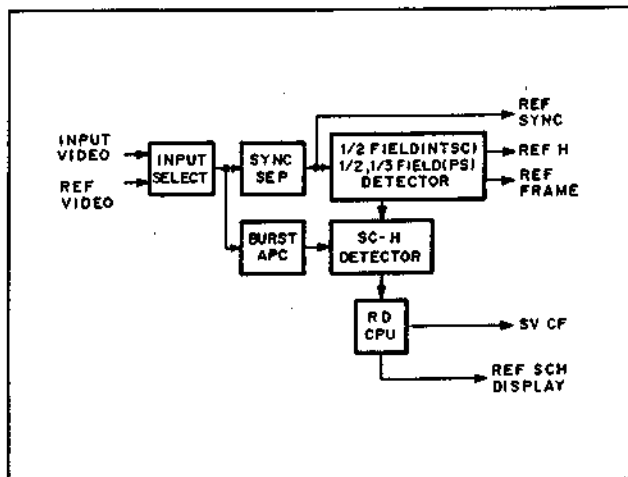 REF
SYNC
INPUT
VIDEO
REF
VIDEO
INPUT
SELECT
SYNC
SEP
1/2 FIELD(NTSC)
1/2,1/3 FIELD(PS)
DETECTOR
REF H
REF
FRAME
BURST
APC
SC-H
DETECTOR
RD
CPU
SV CF
REF SCH
DISPLAY